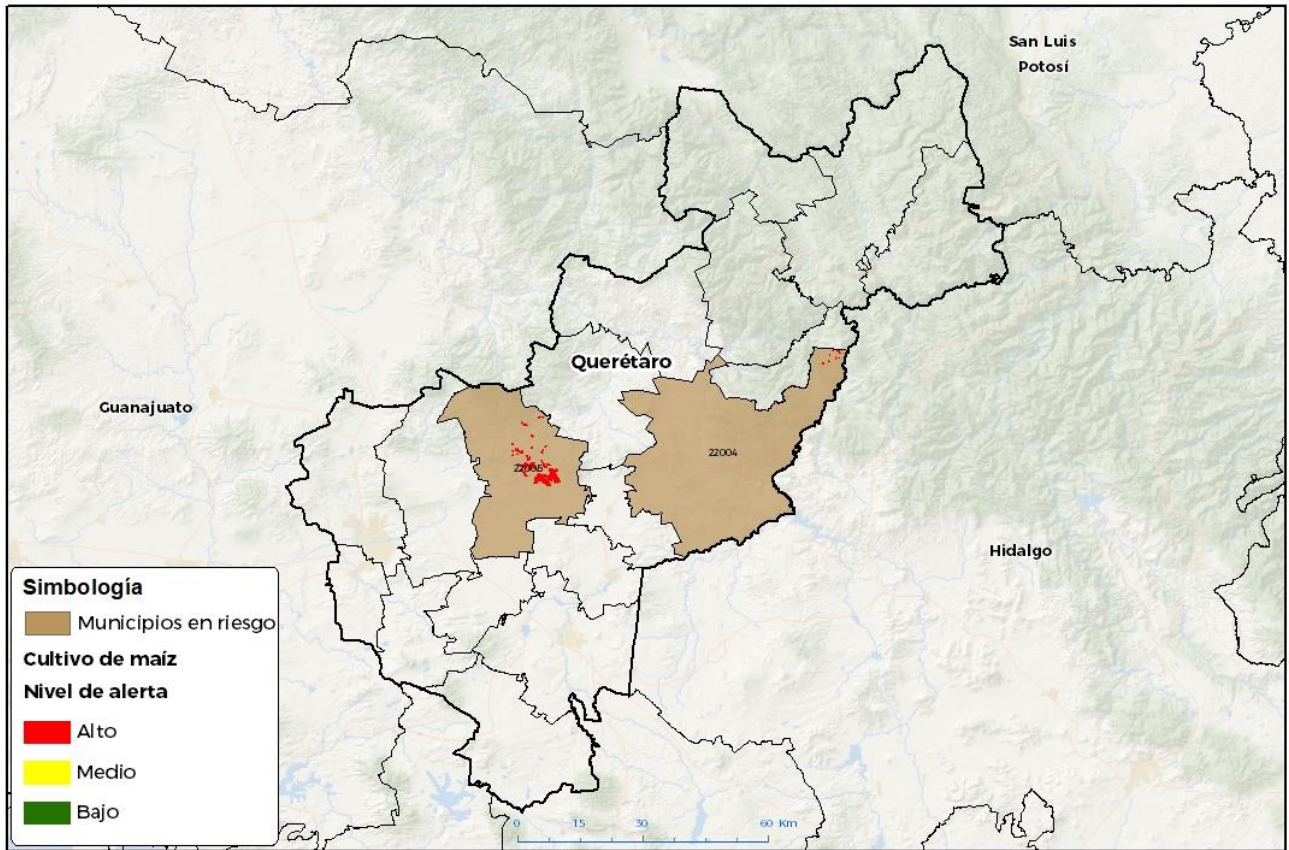 San Luis
Potosí
Querétaro
Guanajuato
22004
Hidalgo
Simbología
Municipios en riesgo
Cultivo de maíz
Nivel de alerta
Alto
Medio
Bajo
0 15 30 60 Km